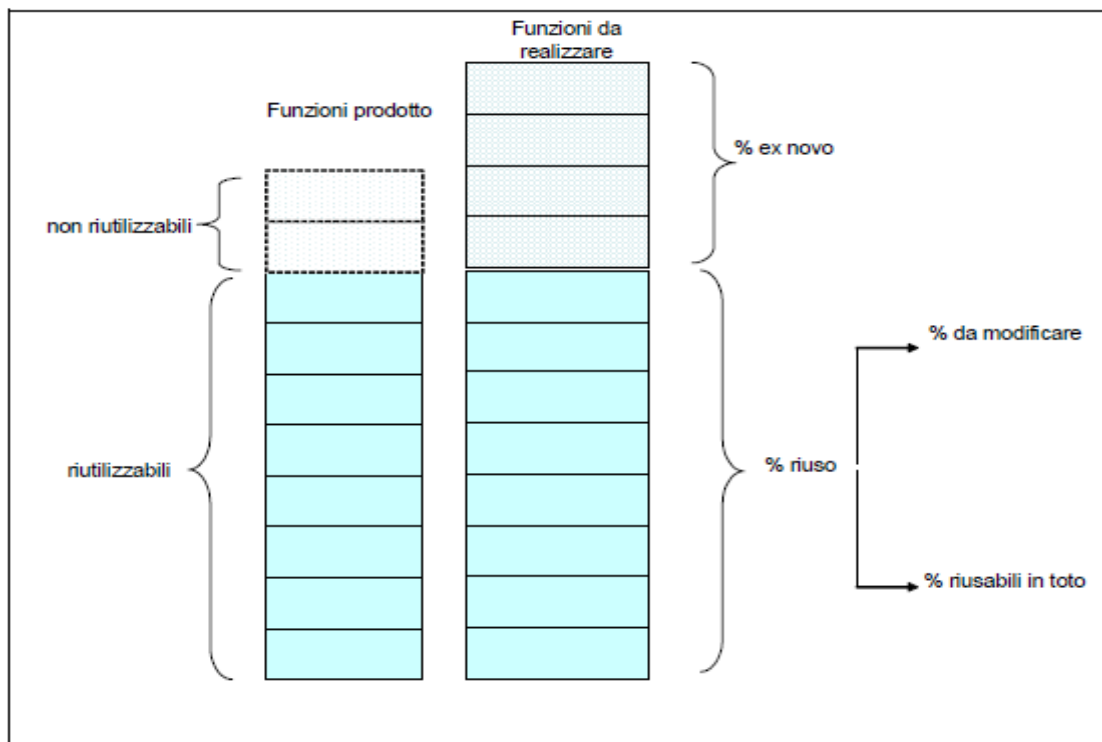 Funzioni da
realizzare
Funzioni prodotto
% ex novo
non riutilizzabili
% da modificare
riutilizzabili
% riuso
% riusabili in toto